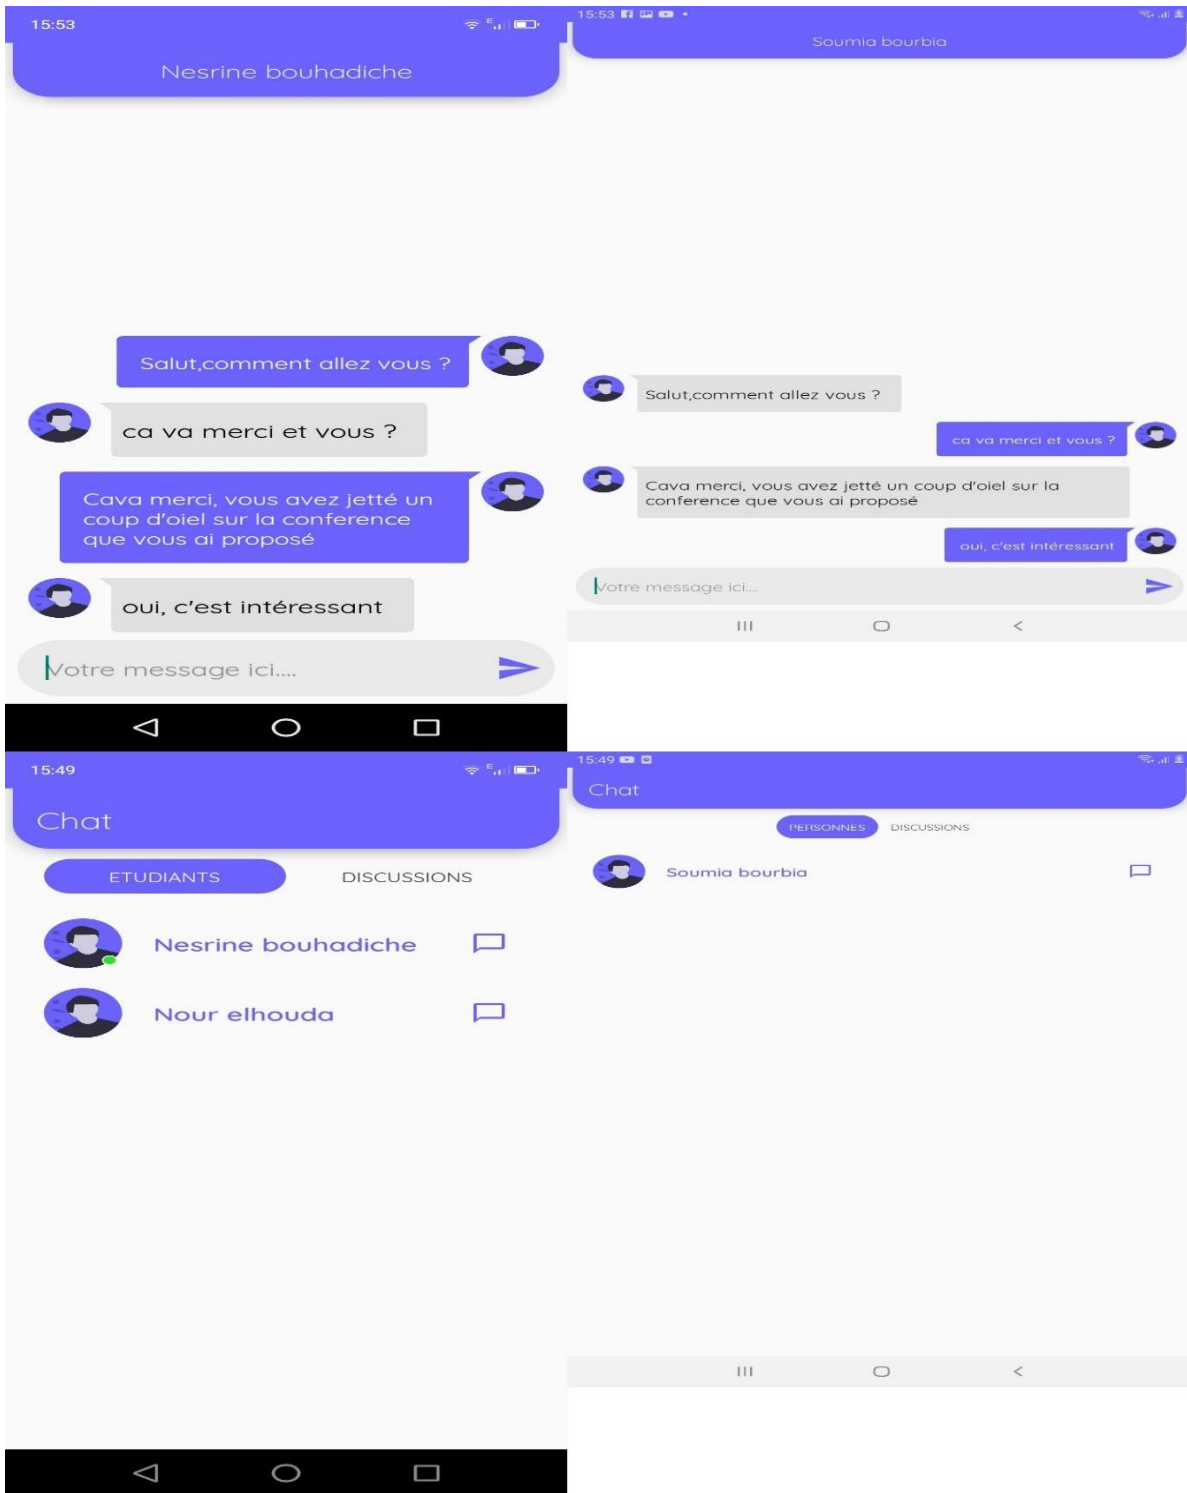 15:53
Nesrine bouhadiche
Salut,comment allez vous ?
ca va merci et vous ?
Cava merci, vous avez jetté un
coup d'oiel sur la conference
que vous ai proposé
oui, c'est intéressant
Votre message ici....
15:53
Soumia bourbia
Salut,comment allez vous ?
ca va merci et vous ?
Cava merci, vous avez jetté un coup d'oiel sur la
conference que vous ai proposé
oui, c'est intéressant
Votre message ici....
15:49
Chat
ETUDIANTS
DISCUSSIONS
Nesrine bouhadiche
Nour elhouda
15:49
Chat
PERSONNES
DISCUSSIONS
Soumia bourbia